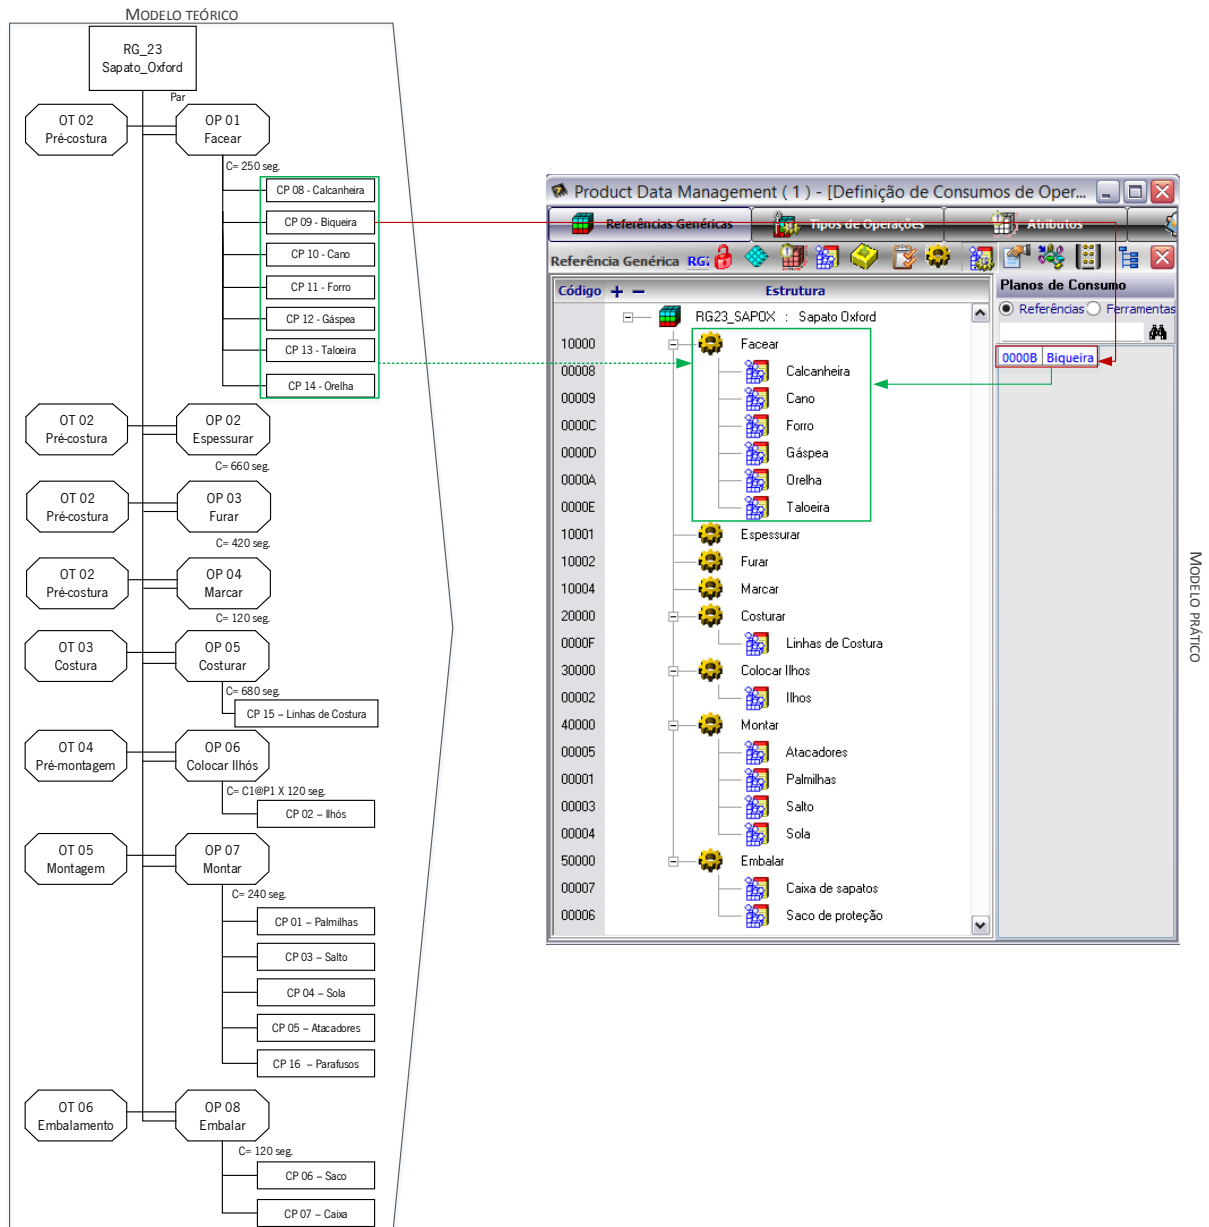 MODELO TEÓRICO
RG_23
Sapato_Oxford
Par
OT 02
Pré-costura
OP 01
Facear
C= 250 seg.
CP 08 - Calcanheira
CP 09 - Biqueira
CP 10 - Cano
CP 11 - Forro
CP 12 - Gáspea
CP 13 - Taloeira
CP 14 - Orelha
OT 02
Pré-costura
OP 02
Espessurar
C= 660 seg.
OT 02
Pré-costura
OP 03
Furar
C= 420 seg.
OT 02
Pré-costura
OP 04
Marcar
C= 120 seg.
OT 03
Costura
OP 05
Costurar
C= 680 seg.
CP 15 – Linhas de Costura
OT 04
Pré-montagem
OP 06
Colocar Ilhós
C= C1@P1 X 120 seg.
CP 02 – Ilhós
OT 05
Montagem
OP 07
Montar
C= 240 seg.
CP 01 – Palmilhas
CP 03 – Salto
CP 04 – Sola
CP 05 – Atacadores
CP 16 – Parafusos
OT 06
Embalamento
OP 08
Embalar
C= 120 seg.
CP 06 – Saco
CP 07 – Caixa
Product Data Management ( 1 ) - [Definição de Consumos de Oper...
Referências Genéricas
Tipos de Operações
Atributos
Referência Genérica RG:
Código + − Estrutura
RG23_SAPOX : Sapato Oxford
10000 Facear
00008 Calcanheira
00009 Cano
0000C Forro
0000D Gáspea
0000A Orelha
0000E Taloeira
10001 Espessurar
10002 Furar
10004 Marcar
20000 Costurar
0000F Linhas de Costura
30000 Colocar Ilhos
00002 Ilhos
40000 Montar
00005 Atacadores
00001 Palmilhas
00003 Salto
00004 Sola
50000 Embalar
00007 Caixa de sapatos
00006 Saco de proteção
Planos de Consumo
Referências Ferramentas
0000B Biqueira
MODELO PRÁTICO